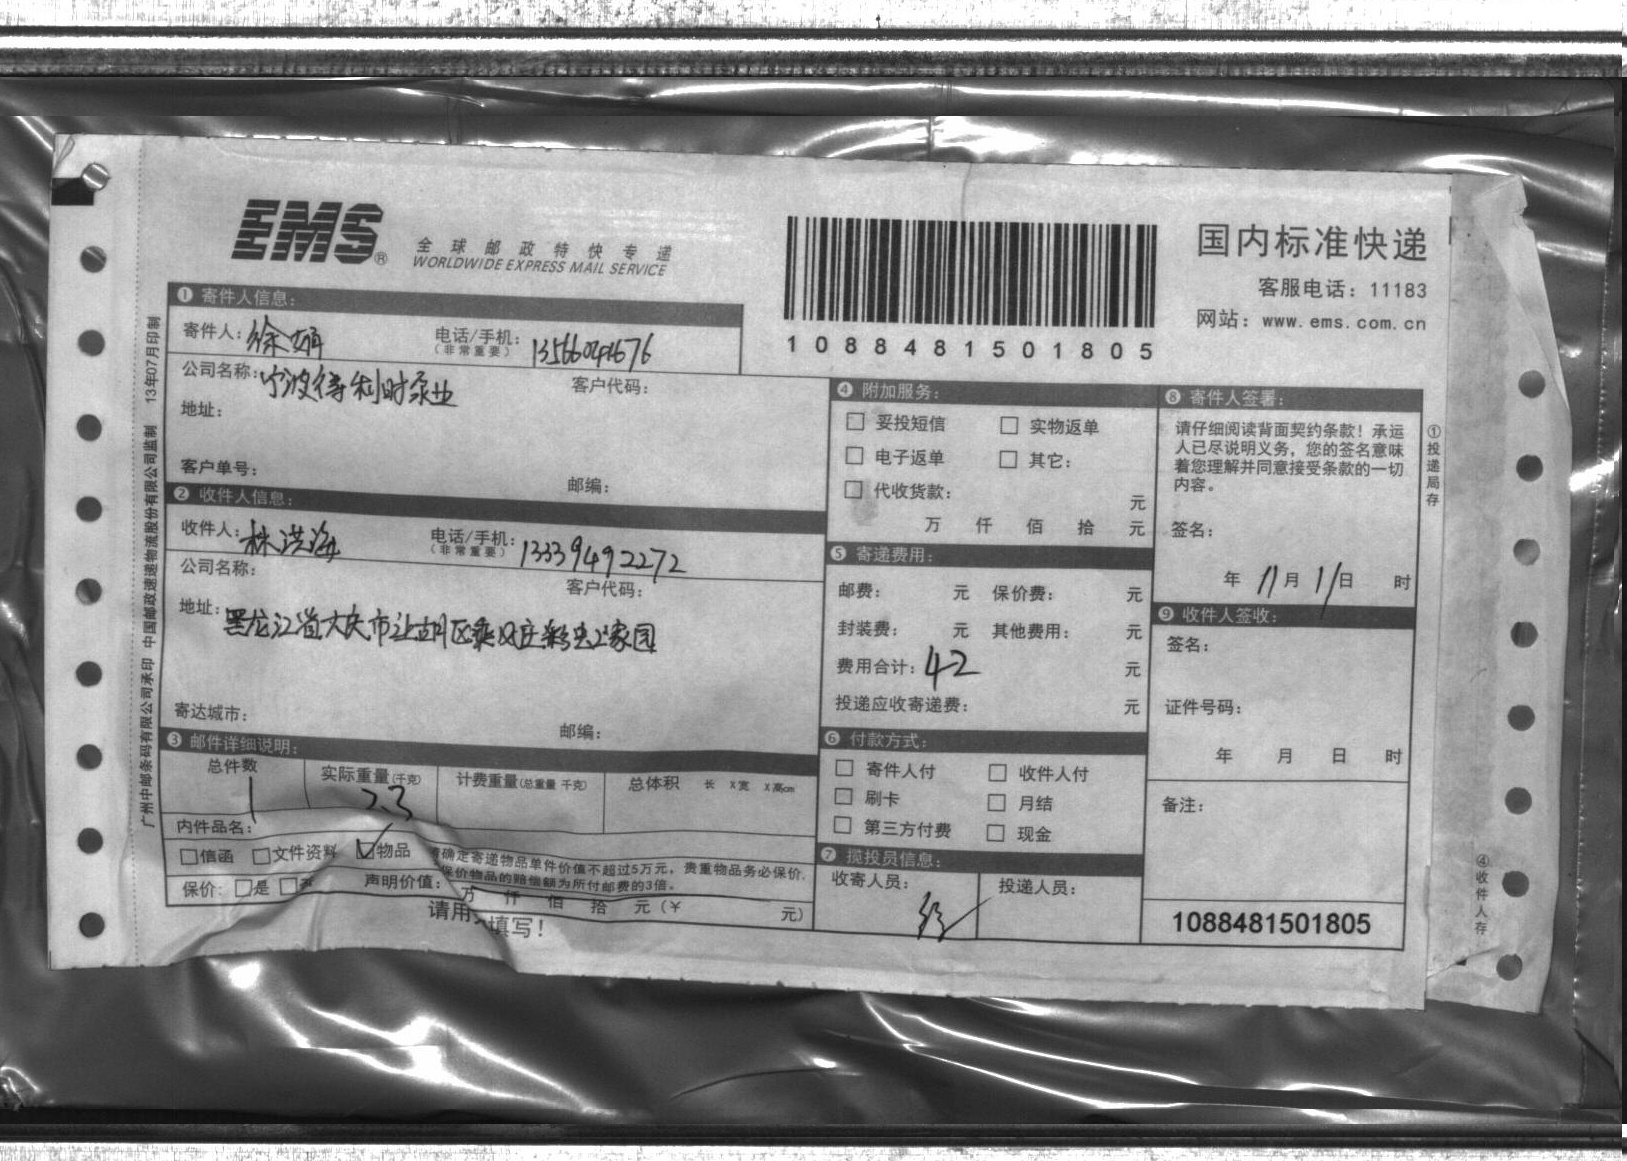 EMS®
全球邮政特快专递
WORLDWIDE EXPRESS MAIL SERVICE
1088481501805
国内标准快递
客服电话：11183
网站：www.ems.com.cn
❶ 寄件人信息：
寄件人：徐 电话/手机：
（非常重要）
公司名称：宁波得利时泵业 客户代码：
地址：
客户单号： 邮编：
❷ 收件人信息：
收件人：林洪海 电话/手机：13339492272
（非常重要）
公司名称：
客户代码：
地址：黑龙江省大庆市让胡路区乘风庄 家园
寄达城市： 邮编：
❸ 邮件详细说明：
总件数 实际重量(千克) 计费重量(总重量 千克) 总体积 长 X宽 X高cm
1 2.3
内件品名：
□信函 □文件资料 ☑物品
请确定寄递物品单件价值不超过5万元，贵重物品务必保价，
保价物品的赔偿额为所付邮费的3倍。
保价：□是 □否 声明价值： 万 仟 佰 拾 元（¥ 元）
请用 填写！
❹ 附加服务：
□ 妥投短信 □ 实物返单
□ 电子返单 □ 其它：
□ 代收货款： 元
万 仟 佰 拾 元
❺ 寄递费用：
邮费： 元 保价费： 元
封装费： 元 其他费用： 元
费用合计：42 元
投递应收寄递费： 元
❻ 付款方式：
□ 寄件人付 □ 收件人付
□ 刷卡 □ 月结
□ 第三方付费 □ 现金
❼ 揽投员信息：
收寄人员： 投递人员：
❽ 寄件人签署：
请仔细阅读背面契约条款！承运
人已尽说明义务，您的签名意味
着您理解并同意接受条款的一切
内容。
签名：
年 11月 11日 时
❾ 收件人签收：
签名：
证件号码：
年 月 日 时
备注：
1088481501805
①投递局存
④收件人存
广州中邮条码有限公司承印 中国邮政速递物流股份有限公司监制 13年07月印制